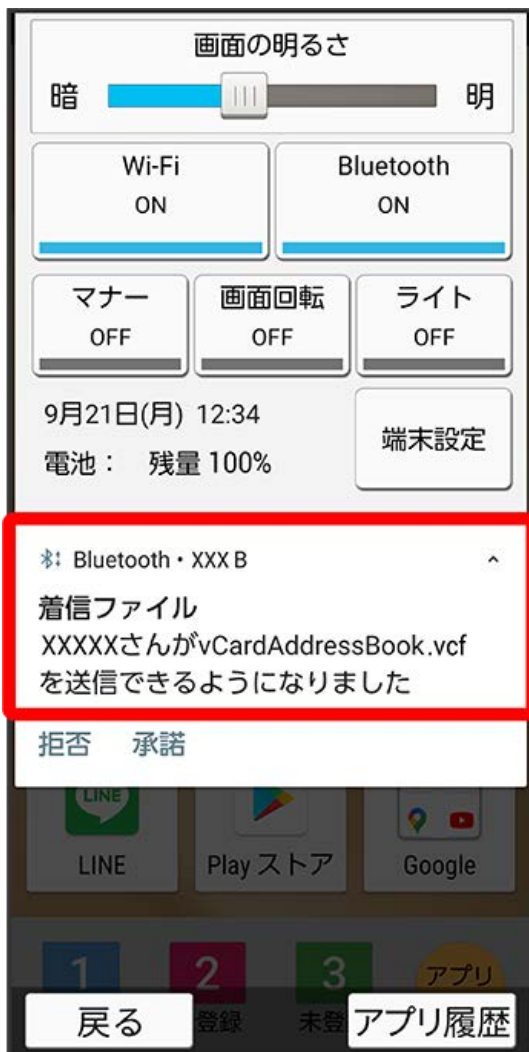 画面の明るさ
暗 明
Wi-Fi Bluetooth
ON ON
マナー 画面回転 ライト
OFF OFF OFF
9月21日(月) 12:34
端末設定
電池： 残量 100%
Bluetooth・XXX B
着信ファイル
XXXXXさんがvCardAddressBook.vcf
を送信できるようになりました
拒否 承諾
LINE
LINE Play ストア Google
1 2 3 アプリ
登録 未登
戻る アプリ履歴